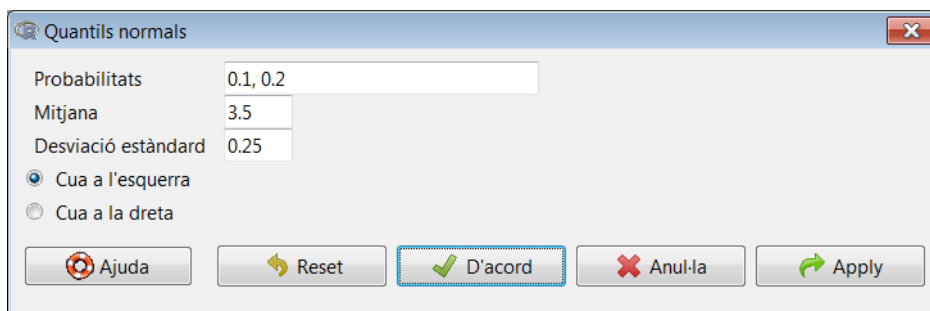 Quantils normals
Probabilitats 0.1, 0.2
Mitjana 3.5
Desviació estàndard 0.25
Cua a l'esquerra
Cua a la dreta
Ajuda Reset D'acord Anul·la Apply